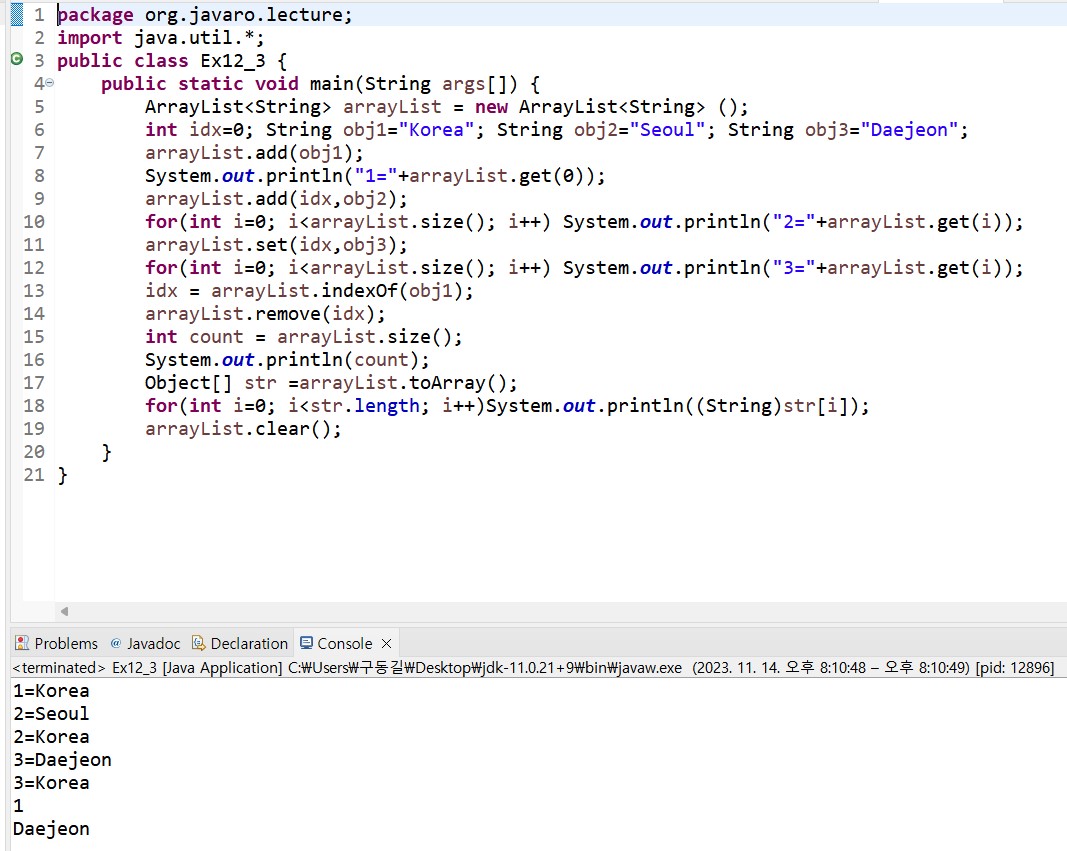 1 package org.javaro.lecture;
2 import java.util.*;
3 public class Ex12_3 {
4     public static void main(String args[]) {
5         ArrayList<String> arrayList = new ArrayList<String> ();
6         int idx=0; String obj1="Korea"; String obj2="Seoul"; String obj3="Daejeon";
7         arrayList.add(obj1);
8         System.out.println("1="+arrayList.get(0));
9         arrayList.add(idx,obj2);
10         for(int i=0; i<arrayList.size(); i++) System.out.println("2="+arrayList.get(i));
11         arrayList.set(idx,obj3);
12         for(int i=0; i<arrayList.size(); i++) System.out.println("3="+arrayList.get(i));
13         idx = arrayList.indexOf(obj1);
14         arrayList.remove(idx);
15         int count = arrayList.size();
16         System.out.println(count);
17         Object[] str =arrayList.toArray();
18         for(int i=0; i<str.length; i++)System.out.println((String)str[i]);
19         arrayList.clear();
20     }
21 }
Problems @ Javadoc Declaration Console
<terminated> Ex12_3 [Java Application] C:₩Users₩구동길₩Desktop₩jdk-11.0.21+9₩bin₩javaw.exe (2023. 11. 14. 오후 8:10:48 – 오후 8:10:49) [pid: 12896]
1=Korea
2=Seoul
2=Korea
3=Daejeon
3=Korea
1
Daejeon